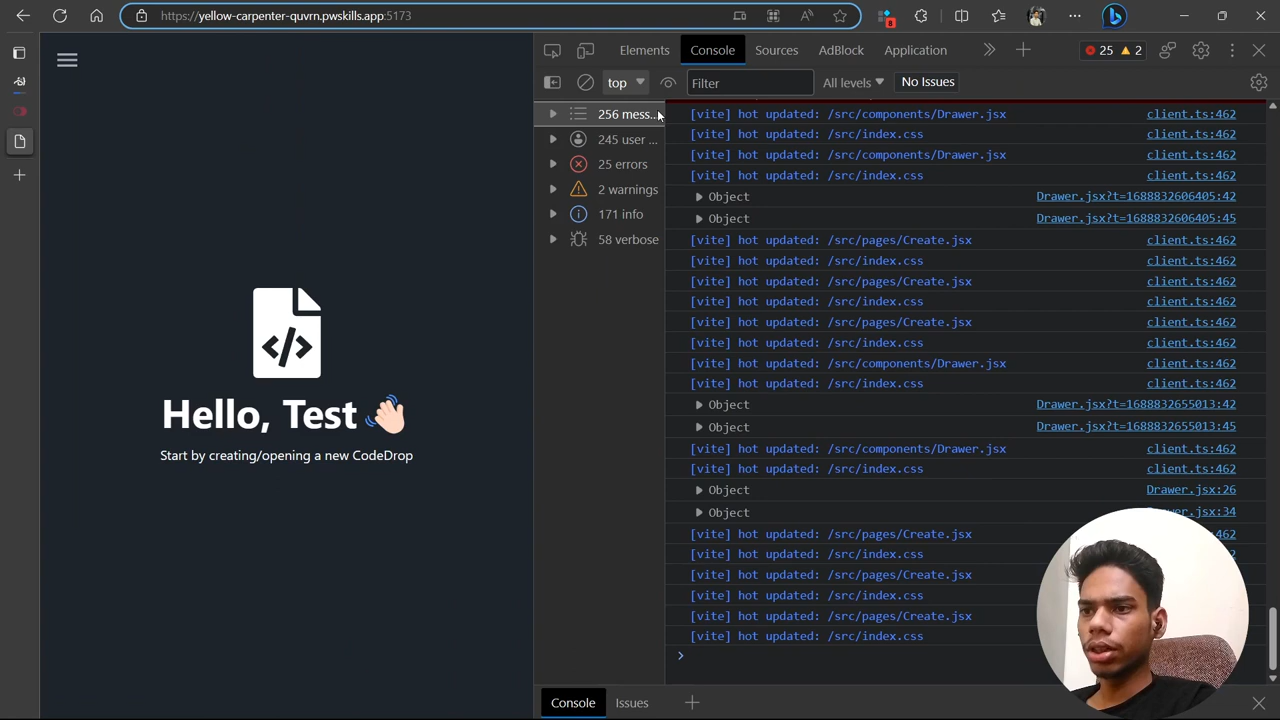 https://yellow-carpenter-quvrn.pwskills.app:5173
8
Hello, Test 👋
Start by creating/opening a new CodeDrop
Elements Console Sources AdBlock Application 25 2
top Filter All levels No Issues
256 mess...
245 user ...
25 errors
2 warnings
171 info
58 verbose
[vite] hot updated: /src/components/Drawer.jsx client.ts:462
[vite] hot updated: /src/index.css client.ts:462
[vite] hot updated: /src/components/Drawer.jsx client.ts:462
[vite] hot updated: /src/index.css client.ts:462
Object Drawer.jsx?t=1688832606405:42
Object Drawer.jsx?t=1688832606405:45
[vite] hot updated: /src/pages/Create.jsx client.ts:462
[vite] hot updated: /src/index.css client.ts:462
[vite] hot updated: /src/pages/Create.jsx client.ts:462
[vite] hot updated: /src/index.css client.ts:462
[vite] hot updated: /src/pages/Create.jsx client.ts:462
[vite] hot updated: /src/index.css client.ts:462
[vite] hot updated: /src/components/Drawer.jsx client.ts:462
[vite] hot updated: /src/index.css client.ts:462
Object Drawer.jsx?t=1688832655013:42
Object Drawer.jsx?t=1688832655013:45
[vite] hot updated: /src/components/Drawer.jsx client.ts:462
[vite] hot updated: /src/index.css client.ts:462
Object Drawer.jsx:26
Object wer.jsx:34
[vite] hot updated: /src/pages/Create.jsx :462
[vite] hot updated: /src/index.css
[vite] hot updated: /src/pages/Create.jsx
[vite] hot updated: /src/index.css
[vite] hot updated: /src/pages/Create.jsx
[vite] hot updated: /src/index.css
Console Issues